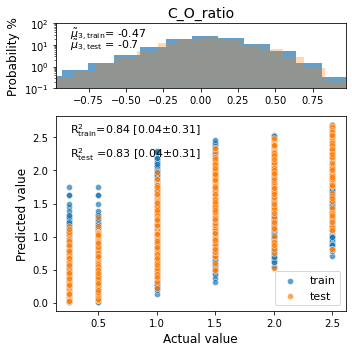 C_O_ratio
Probability %
10²
10¹
10⁰
10⁻¹
μ̃₃,train= -0.47
μ̃₃,test = -0.7
−0.75 −0.50 −0.25 0.00 0.25 0.50 0.75
Predicted value
2.5
2.0
1.5
1.0
0.5
0.0
R²train=0.84 [0.04±0.31]
R²test =0.83 [0.04±0.31]
train
test
0.5 1.0 1.5 2.0 2.5
Actual value